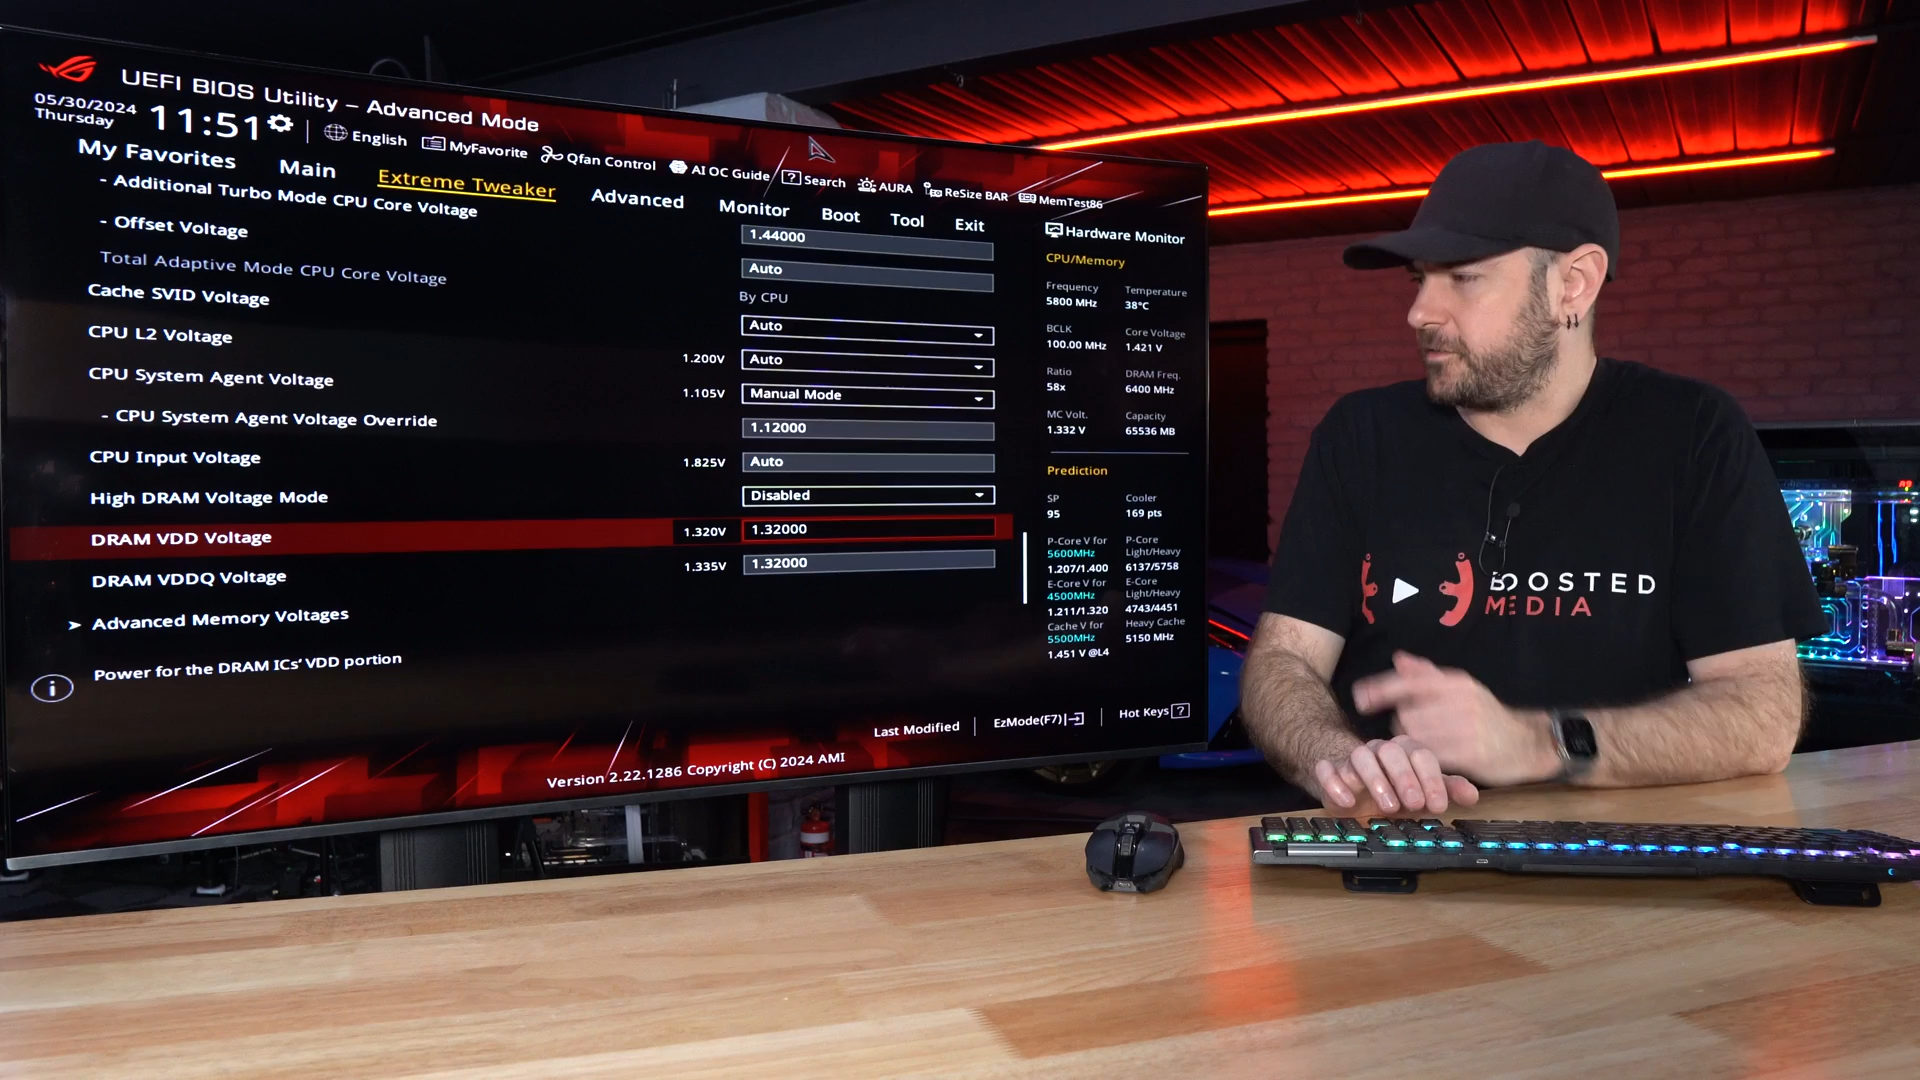 UEFI BIOS Utility – Advanced Mode
05/30/2024
Thursday
11:51
English
MyFavorite
Qfan Control
AI OC Guide
? Search
AURA
ReSize BAR
MemTest86
My Favorites
Main
Extreme Tweaker
Advanced
Monitor
Boot
Tool
Exit
- Additional Turbo Mode CPU Core Voltage
1.44000
- Offset Voltage
Auto
Total Adaptive Mode CPU Core Voltage
By CPU
Cache SVID Voltage
Auto
CPU L2 Voltage
1.200V
Auto
CPU System Agent Voltage
1.105V
Manual Mode
- CPU System Agent Voltage Override
1.12000
CPU Input Voltage
1.825V
Auto
High DRAM Voltage Mode
Disabled
DRAM VDD Voltage
1.320V
1.32000
DRAM VDDQ Voltage
1.335V
1.32000
Advanced Memory Voltages
i
Power for the DRAM ICs' VDD portion
Hardware Monitor
CPU/Memory
Frequency
5800 MHz
Temperature
38°C
BCLK
100.00 MHz
Core Voltage
1.421 V
Ratio
58x
DRAM Freq.
6400 MHz
MC Volt.
1.332 V
Capacity
65536 MB
Prediction
SP
95
Cooler
169 pts
P-Core V for
5600MHz
1.207/1.400
P-Core
Light/Heavy
6137/5758
E-Core V for
4500MHz
1.211/1.320
E-Core
Light/Heavy
4743/4451
Cache V for
5500MHz
1.451 V @L4
Heavy Cache
5150 MHz
Last Modified
EzMode(F7)
Hot Keys ?
Version 2.22.1286 Copyright (C) 2024 AMI
BOOSTED
MEDIA